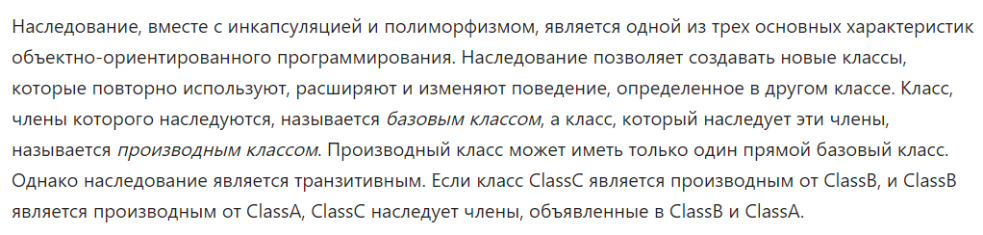 Наследование, вместе с инкапсуляцией и полиморфизмом, является одной из трех основных характеристик
объектно-ориентированного программирования. Наследование позволяет создавать новые классы,
которые повторно используют, расширяют и изменяют поведение, определенное в другом классе. Класс,
члены которого наследуются, называется базовым классом, а класс, который наследует эти члены,
называется производным классом. Производный класс может иметь только один прямой базовый класс.
Однако наследование является транзитивным. Если класс ClassC является производным от ClassB, и ClassB
является производным от ClassA, ClassC наследует члены, объявленные в ClassB и ClassA.